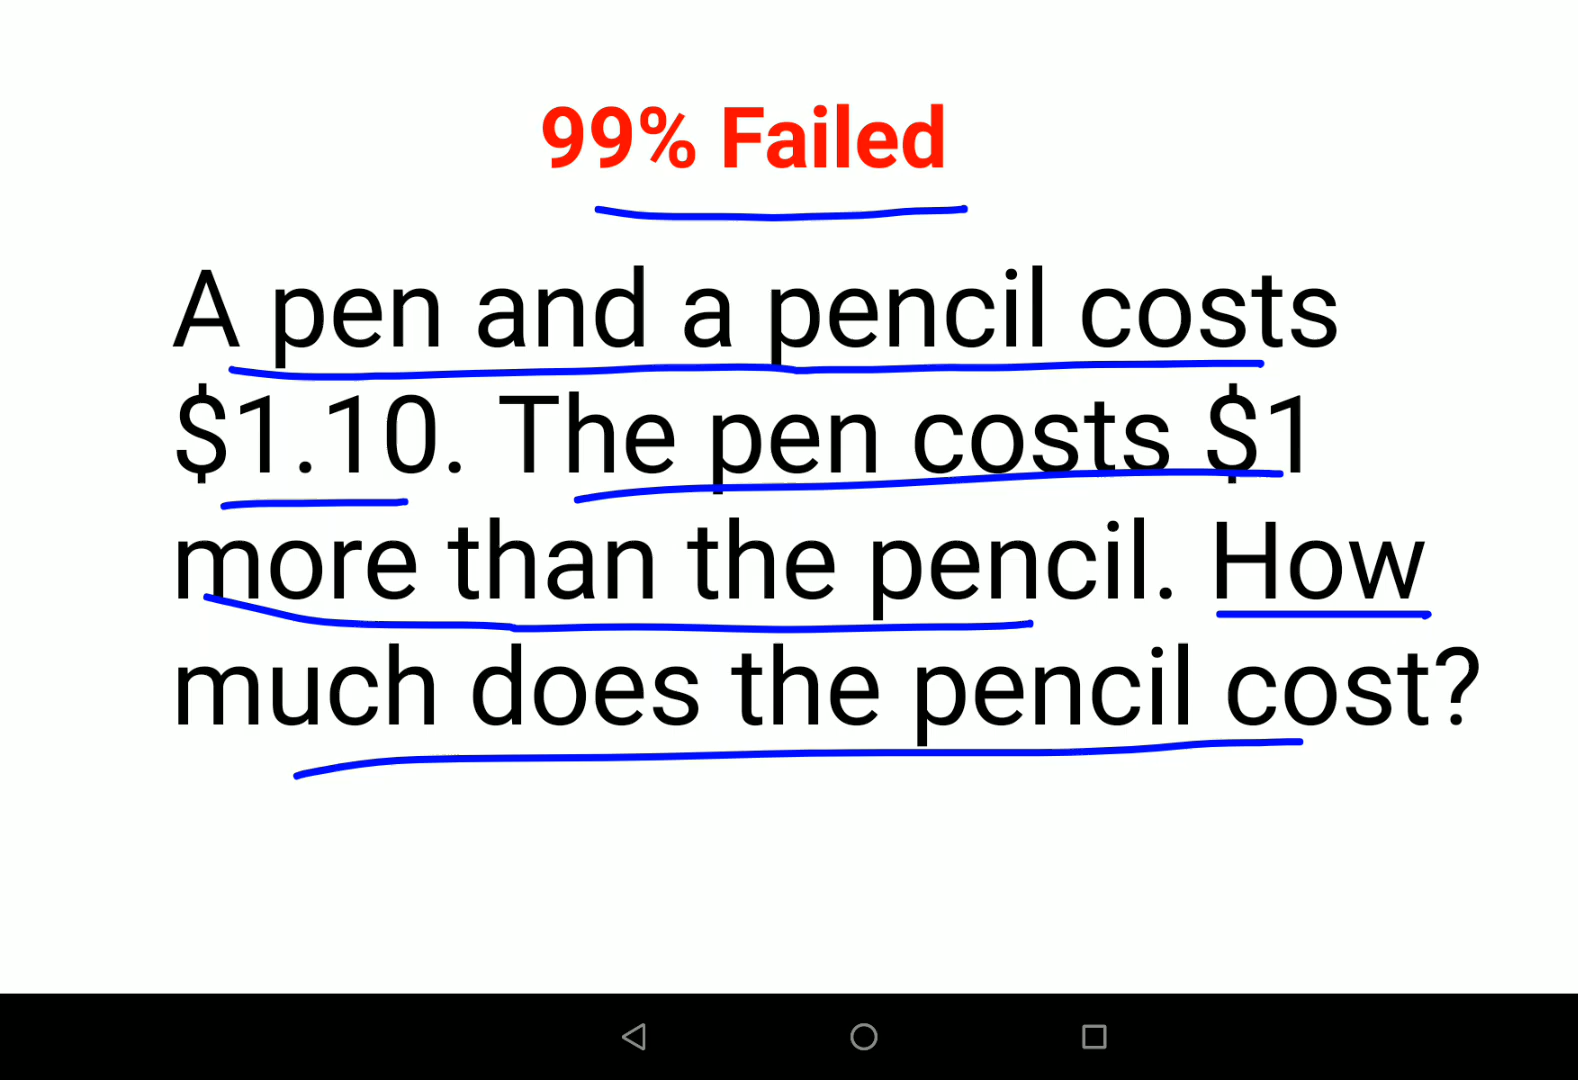 99% Failed
A pen and a pencil costs
$1.10. The pen costs $1
more than the pencil. How
much does the pencil cost?